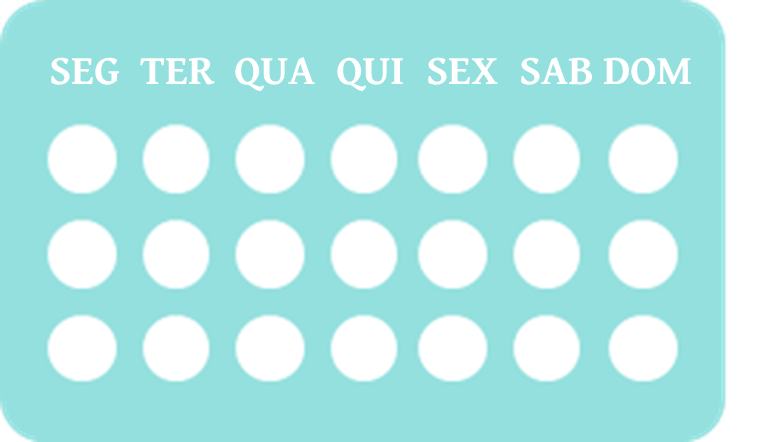 SEG TER QUA QUI SEX SAB DOM